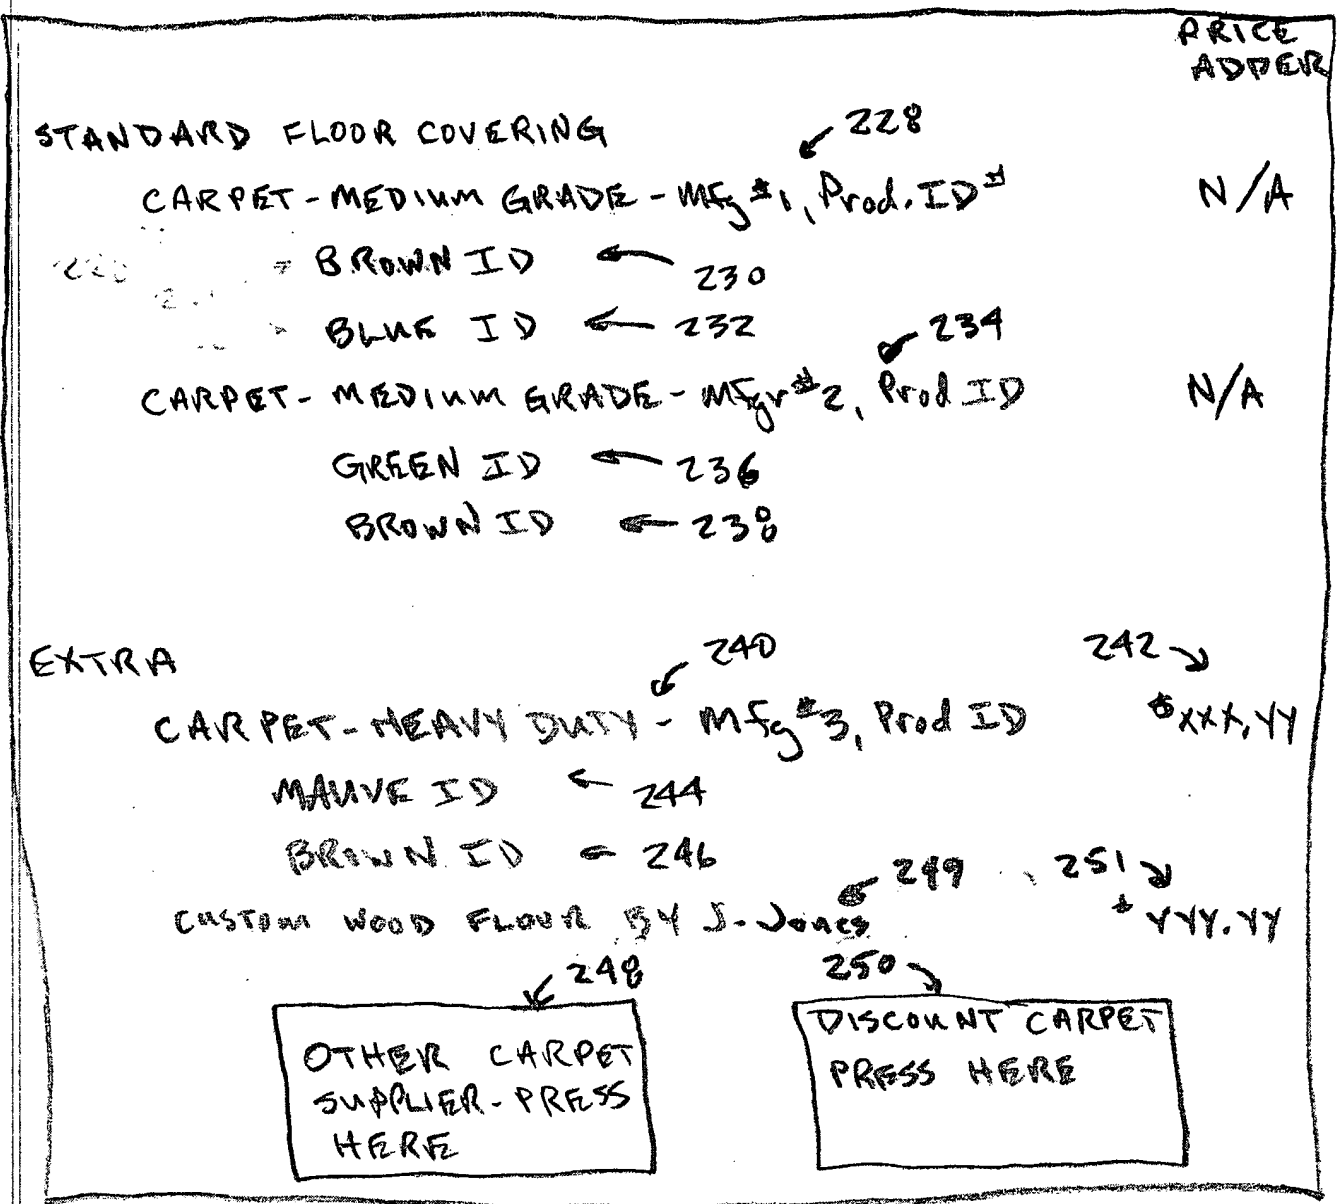 PRICE
ADDER
STANDARD FLOOR COVERING
228
CARPET-MEDIUM GRADE-Mfg #1, Prod. ID# N/A
- BROWN ID 230
- BLUE ID 232
234
CARPET-MEDIUM GRADE-Mfgr #2, Prod ID N/A
GREEN ID 236
BROWN ID 238
EXTRA 240 242
CARPET-HEAVY DUTY-Mfg #3, Prod ID $XXX.YY
MAUVE ID 244
BROWN ID 246
249 251
CUSTOM WOOD FLOOR BY J-Jones $YYY.YY
248 250
OTHER CARPET
SUPPLIER-PRESS
HERE
DISCOUNT CARPET
PRESS HERE